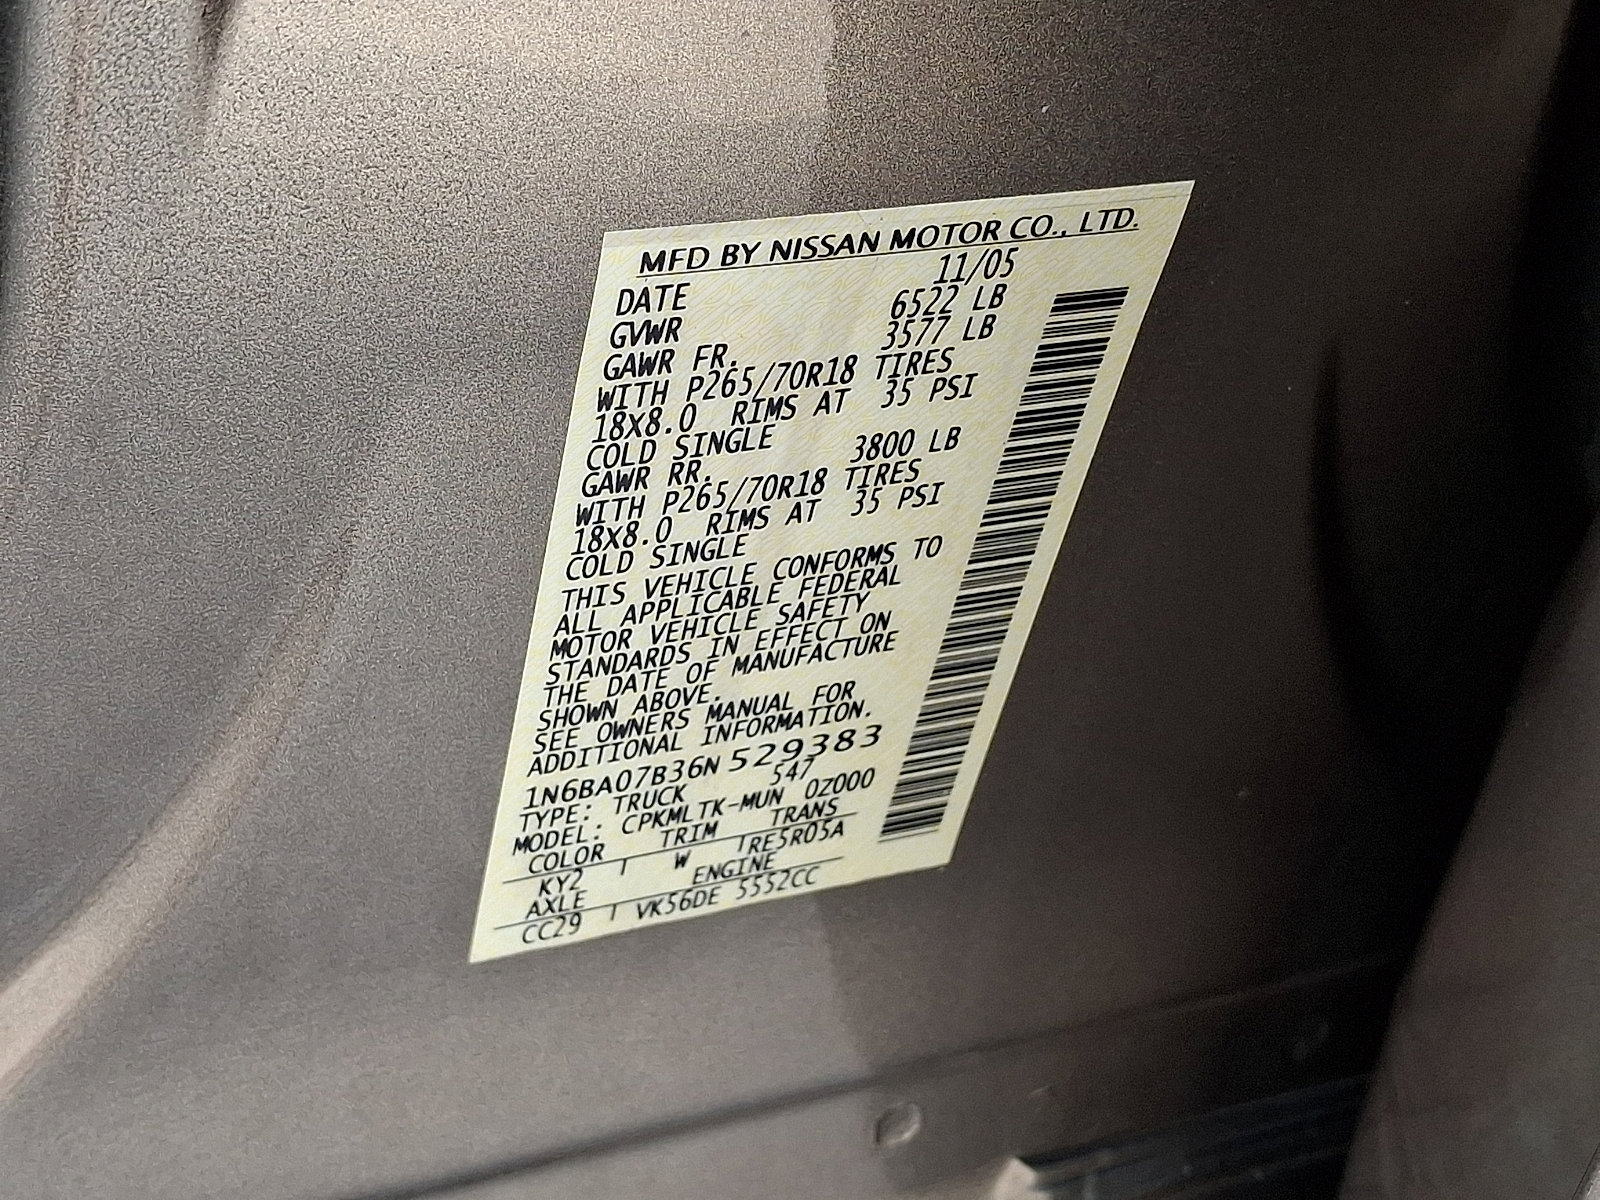 MFD BY NISSAN MOTOR CO., LTD.
DATE 11/05
GVWR 6522 LB
GAWR FR. 3577 LB
WITH P265/70R18 TIRES
18X8.0 RIMS AT 35 PSI
COLD SINGLE
GAWR RR. 3800 LB
WITH P265/70R18 TIRES
18X8.0 RIMS AT 35 PSI
COLD SINGLE
THIS VEHICLE CONFORMS TO
ALL APPLICABLE FEDERAL
MOTOR VEHICLE SAFETY
STANDARDS IN EFFECT ON
THE DATE OF MANUFACTURE
SHOWN ABOVE.
SEE OWNERS MANUAL FOR
ADDITIONAL INFORMATION.
1N6BA07B36N 529383
TYPE: TRUCK 547
MODEL: CPKMLTK-MUN 0Z000
COLOR TRIM TRANS
KY2 W RE5R05A
AXLE ENGINE
CC29 VK56DE 5552CC